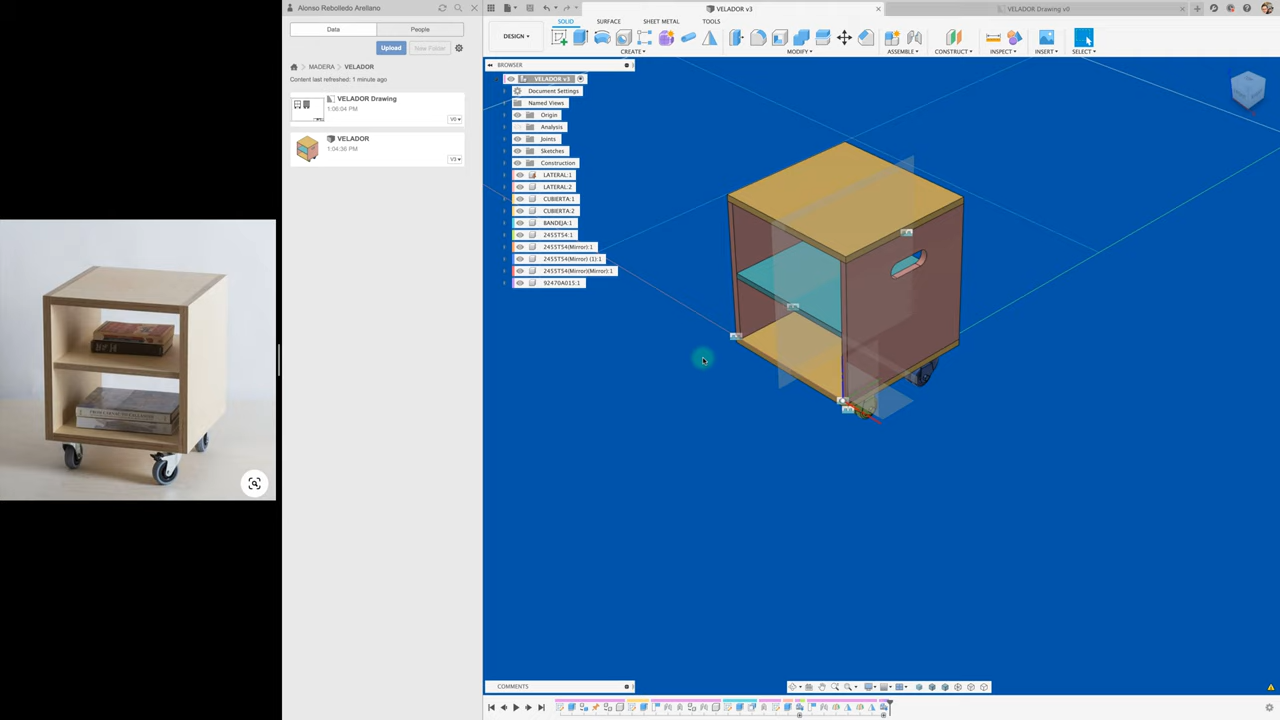 Alonso Rebolledo Arellano
Data
People
Upload
New Folder
MADERA > VELADOR
Content last refreshed: 1 minute ago
VELADOR Drawing
1:06:04 PM
V0
VELADOR
1:04:36 PM
V3
VELADOR v3
VELADOR Drawing v0
SOLID
SURFACE
SHEET METAL
TOOLS
DESIGN
CREATE
MODIFY
ASSEMBLE
CONSTRUCT
INSPECT
INSERT
SELECT
BROWSER
VELADOR v3
Document Settings
Named Views
Origin
Analysis
Joints
Sketches
Construction
LATERAL:1
LATERAL:2
CUBIERTA:1
CUBIERTA:2
BANDEJA:1
2455T54:1
2455T54(Mirror):1
2455T54(Mirror) (1):1
2455T54(Mirror)(Mirror):1
92470A015:1
COMMENTS